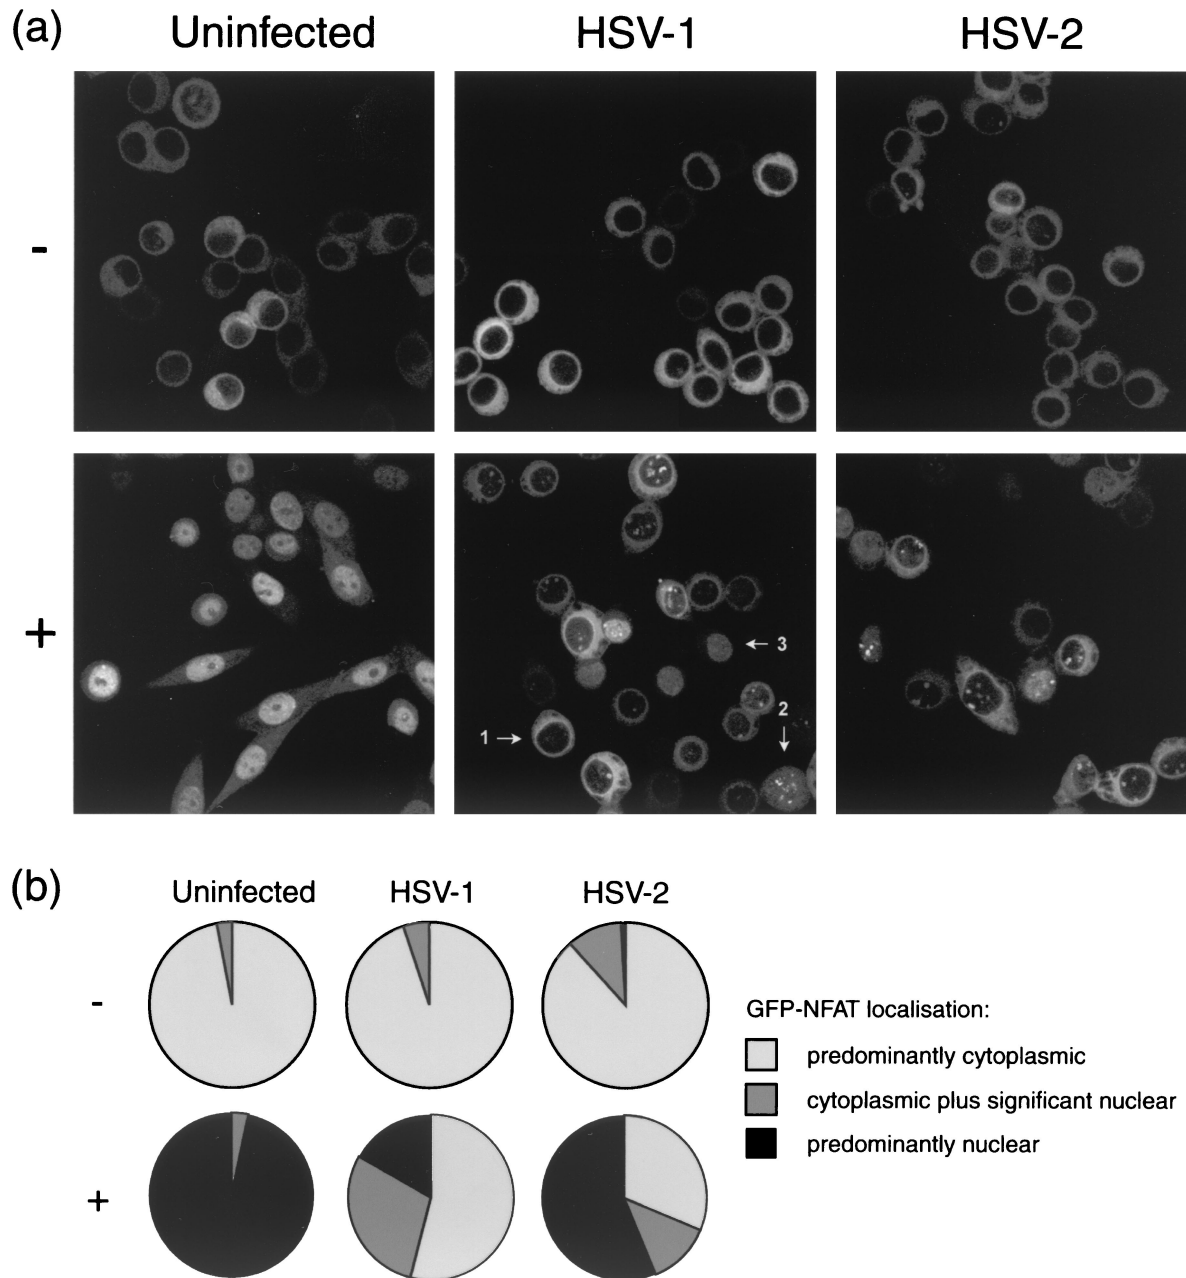 (a) Uninfected HSV-1 HSV-2
-
+
3
2
1
(b) Uninfected HSV-1 HSV-2
-
GFP-NFAT localisation:
predominantly cytoplasmic
cytoplasmic plus significant nuclear
predominantly nuclear
+